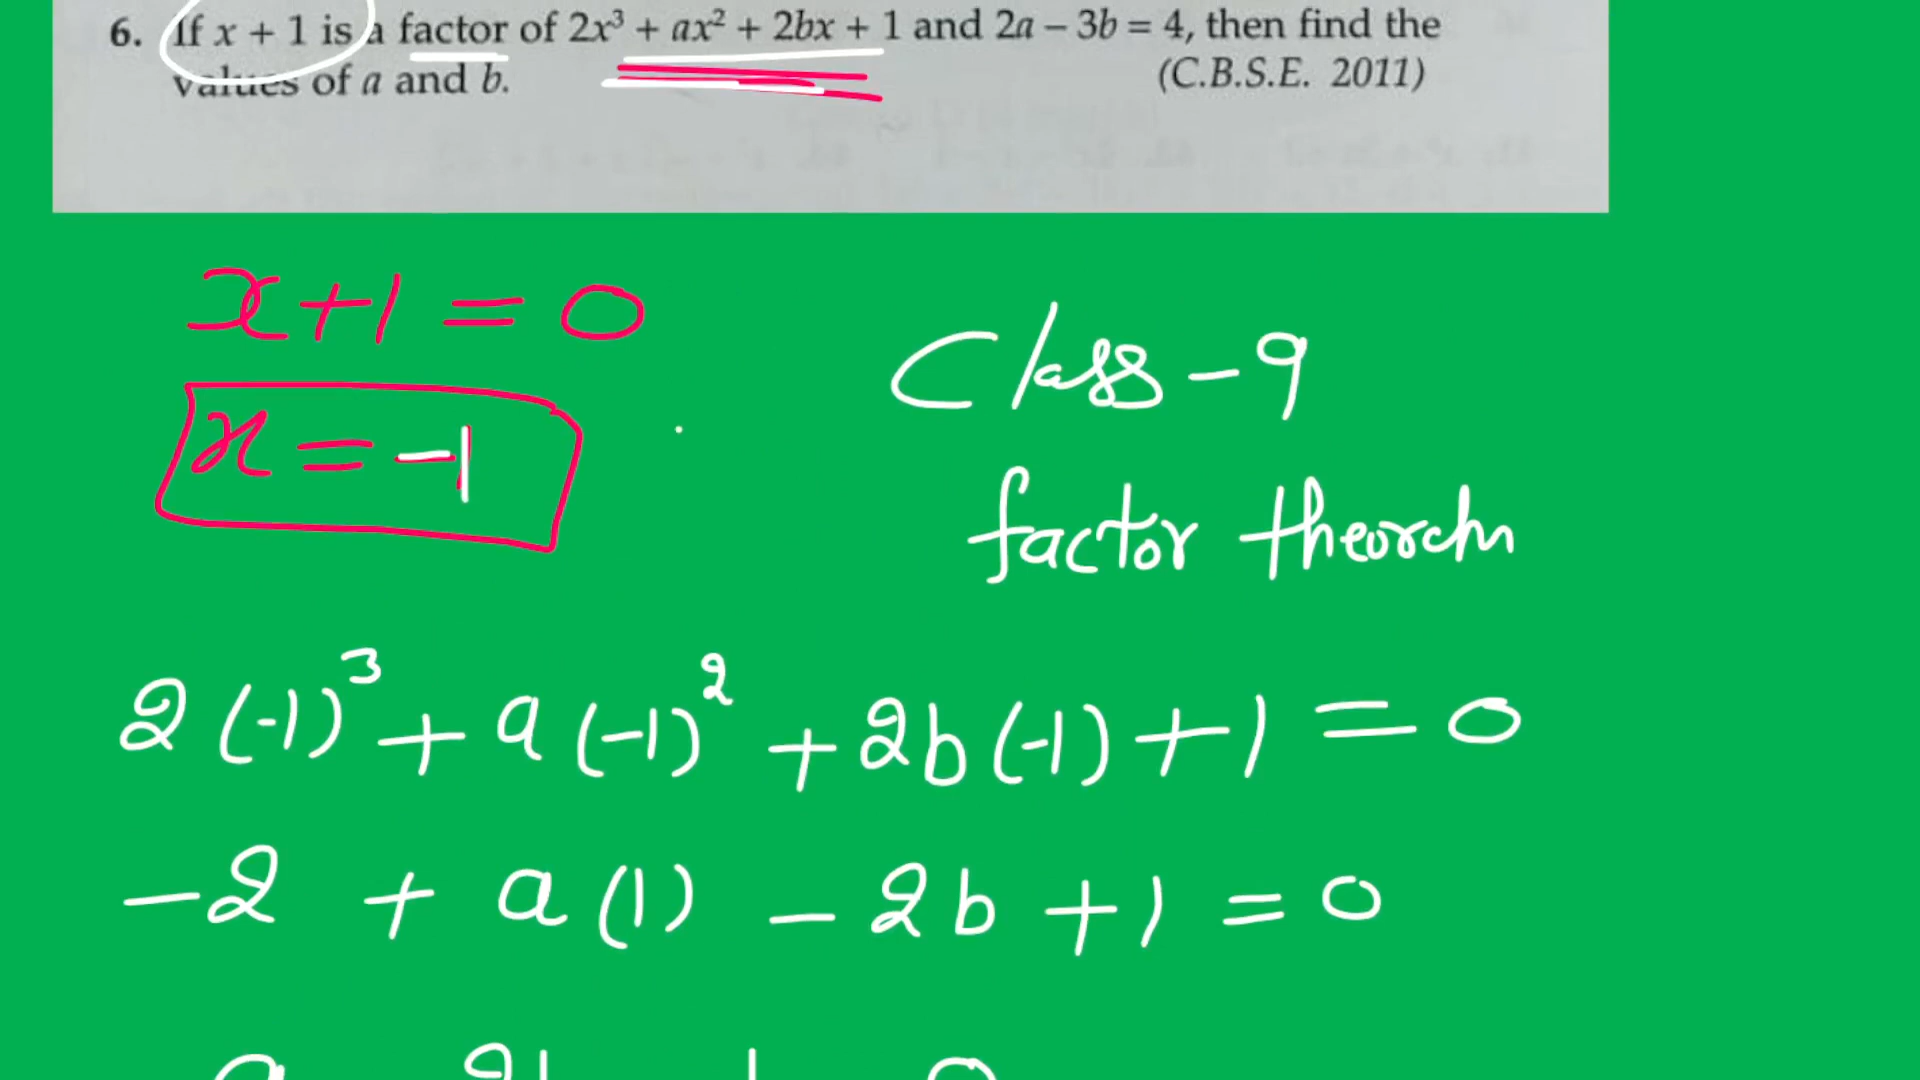 6. If x + 1 is a factor of 2x³ + ax² + 2bx + 1 and 2a – 3b = 4, then find the
values of a and b. (C.B.S.E. 2011)
x+1 = 0
x = -1
Class-9
factor theorem
2(-1)³ + a(-1)² + 2b(-1) + 1 = 0
-2 + a(1) - 2b + 1 = 0